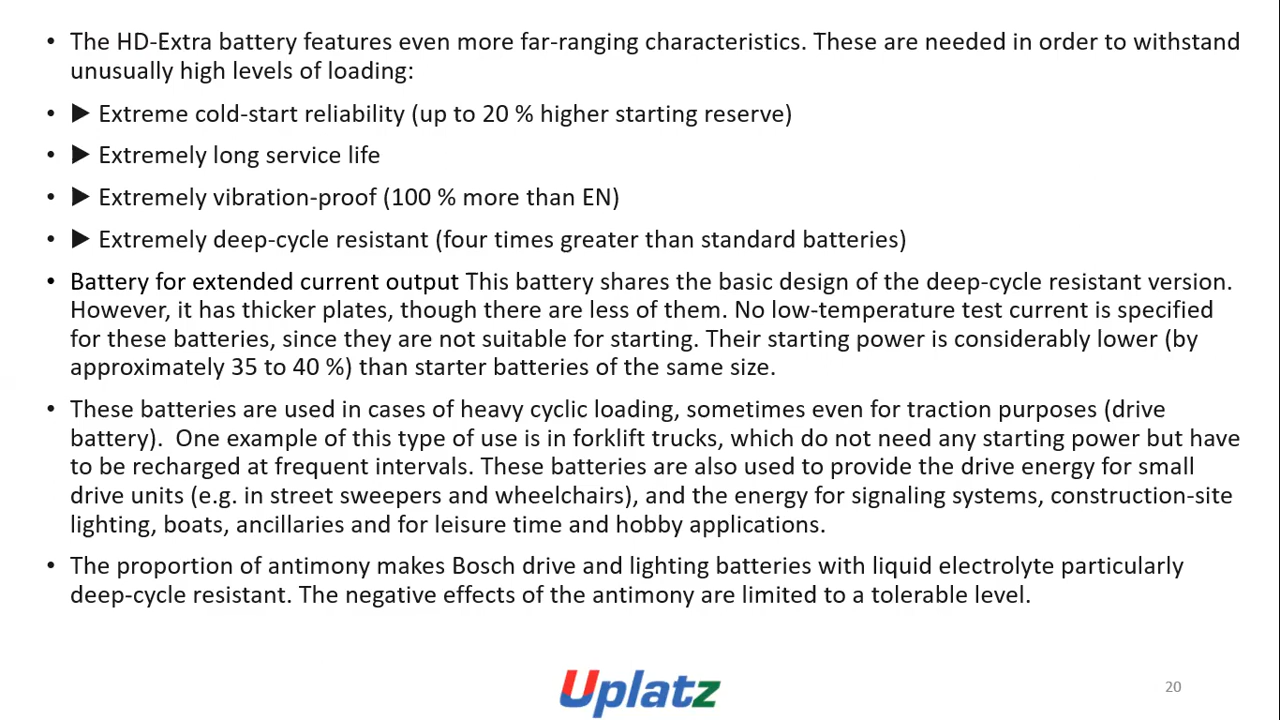 • The HD-Extra battery features even more far-ranging characteristics. These are needed in order to withstand
unusually high levels of loading:
• ▶ Extreme cold-start reliability (up to 20 % higher starting reserve)
• ▶ Extremely long service life
• ▶ Extremely vibration-proof (100 % more than EN)
• ▶ Extremely deep-cycle resistant (four times greater than standard batteries)
• Battery for extended current output This battery shares the basic design of the deep-cycle resistant version.
However, it has thicker plates, though there are less of them. No low-temperature test current is specified
for these batteries, since they are not suitable for starting. Their starting power is considerably lower (by
approximately 35 to 40 %) than starter batteries of the same size.
• These batteries are used in cases of heavy cyclic loading, sometimes even for traction purposes (drive
battery).  One example of this type of use is in forklift trucks, which do not need any starting power but have
to be recharged at frequent intervals. These batteries are also used to provide the drive energy for small
drive units (e.g. in street sweepers and wheelchairs), and the energy for signaling systems, construction-site
lighting, boats, ancillaries and for leisure time and hobby applications.
• The proportion of antimony makes Bosch drive and lighting batteries with liquid electrolyte particularly
deep-cycle resistant. The negative effects of the antimony are limited to a tolerable level.
Uplatz
20